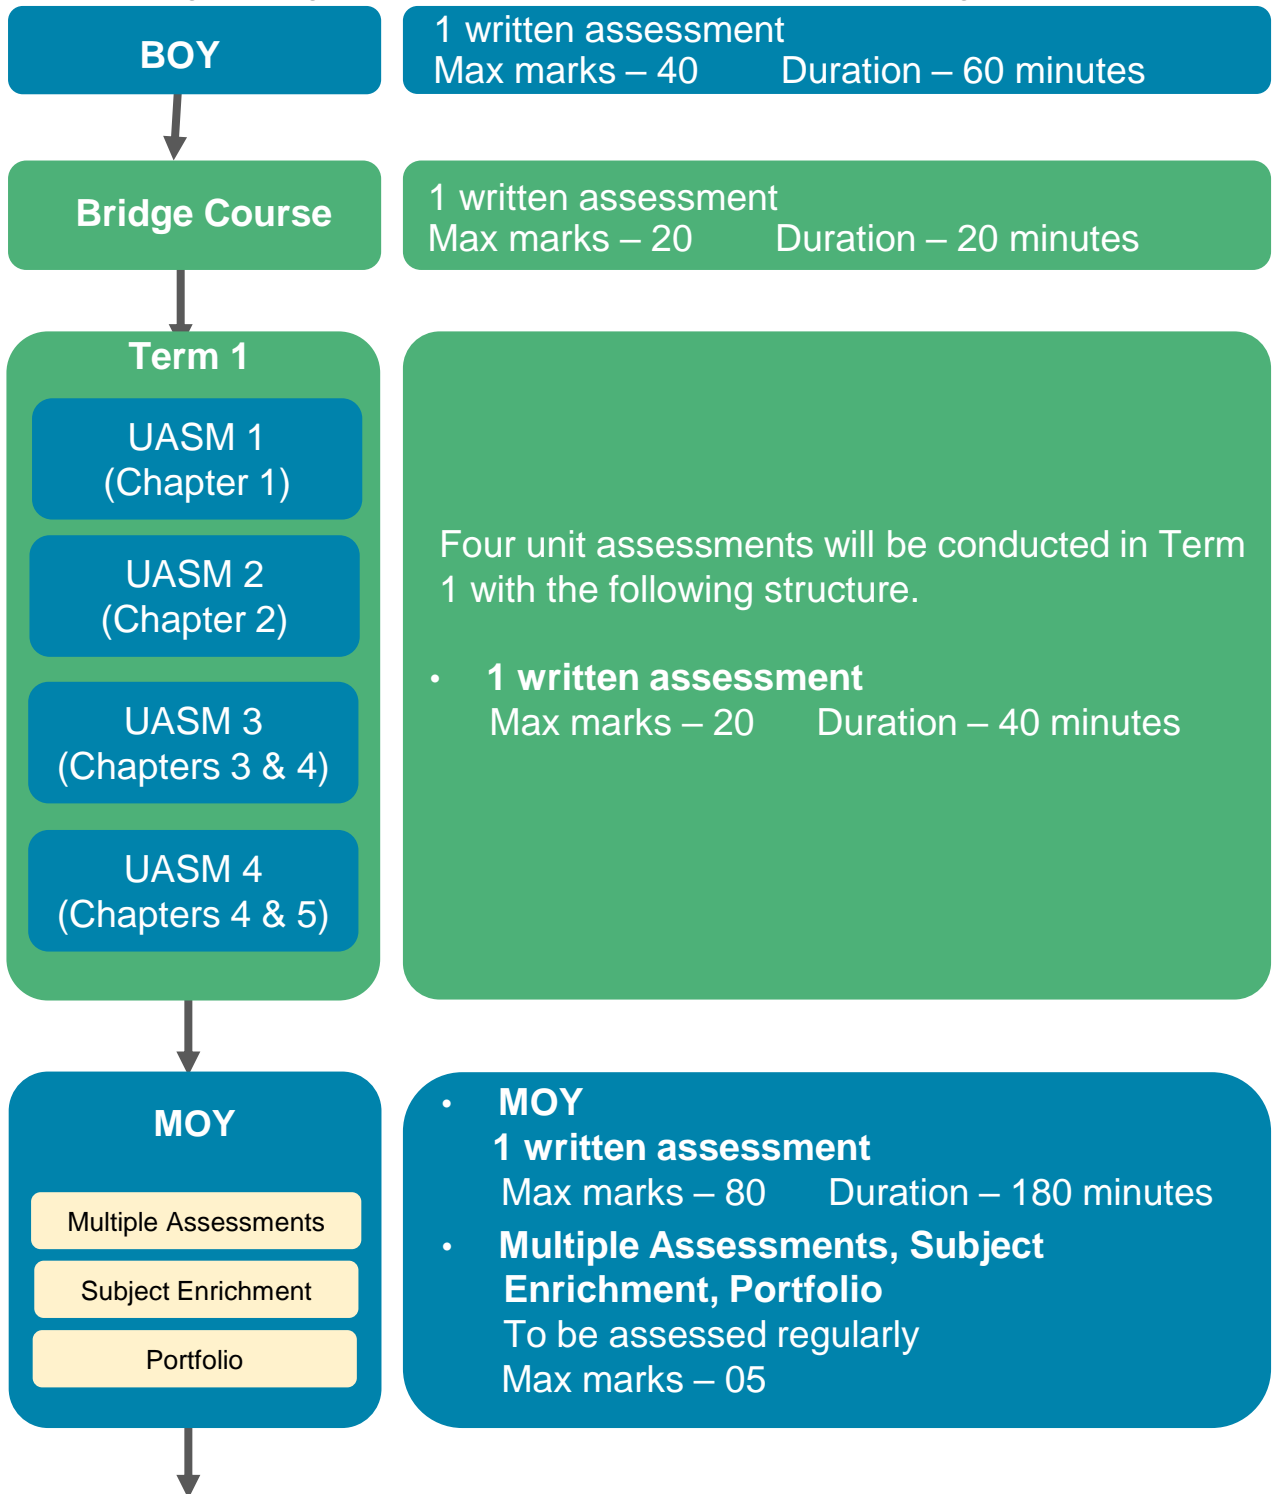 BOY
1 written assessment
Max marks – 40 Duration – 60 minutes
Bridge Course
1 written assessment
Max marks – 20 Duration – 20 minutes
Term 1
UASM 1
(Chapter 1)
UASM 2
(Chapter 2)
UASM 3
(Chapters 3 & 4)
UASM 4
(Chapters 4 & 5)
Four unit assessments will be conducted in Term
1 with the following structure.
• 1 written assessment
Max marks – 20 Duration – 40 minutes
MOY
Multiple Assessments
Subject Enrichment
Portfolio
• MOY
1 written assessment
Max marks – 80 Duration – 180 minutes
• Multiple Assessments, Subject
Enrichment, Portfolio
To be assessed regularly
Max marks – 05